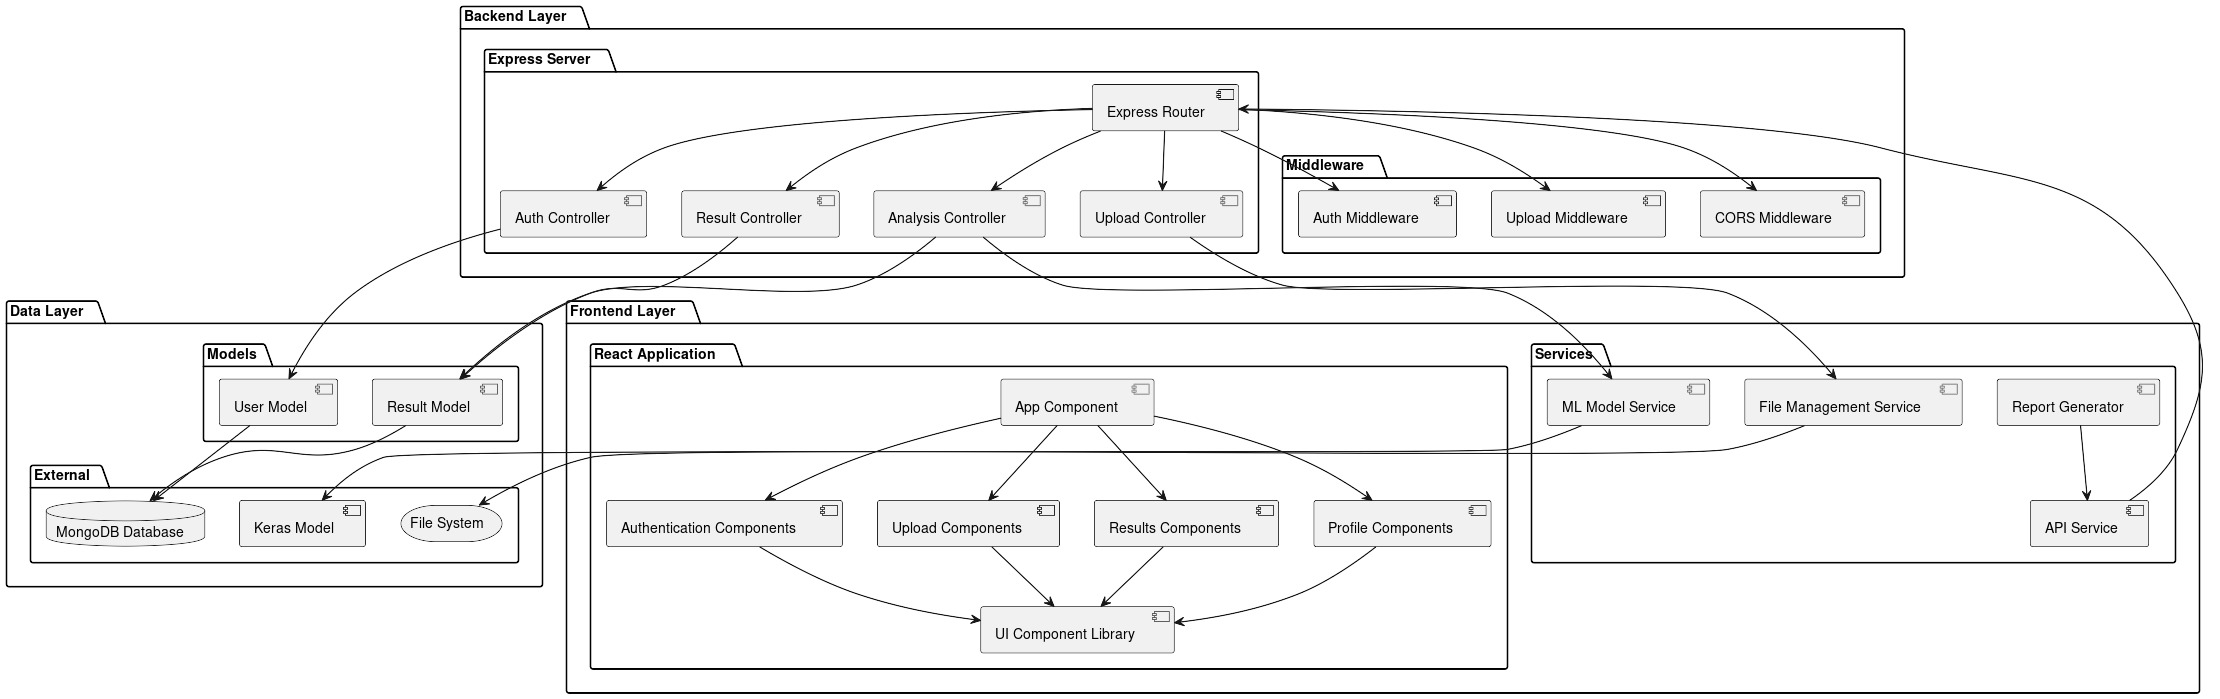 Backend Layer
Express Server
Express Router
Middleware
Auth Controller
Result Controller
Analysis Controller
Upload Controller
Auth Middleware
Upload Middleware
CORS Middleware
Data Layer
Models
User Model
Result Model
External
MongoDB Database
Keras Model
File System
Frontend Layer
React Application
App Component
Authentication Components
Upload Components
Results Components
Profile Components
UI Component Library
Services
ML Model Service
File Management Service
Report Generator
API Service